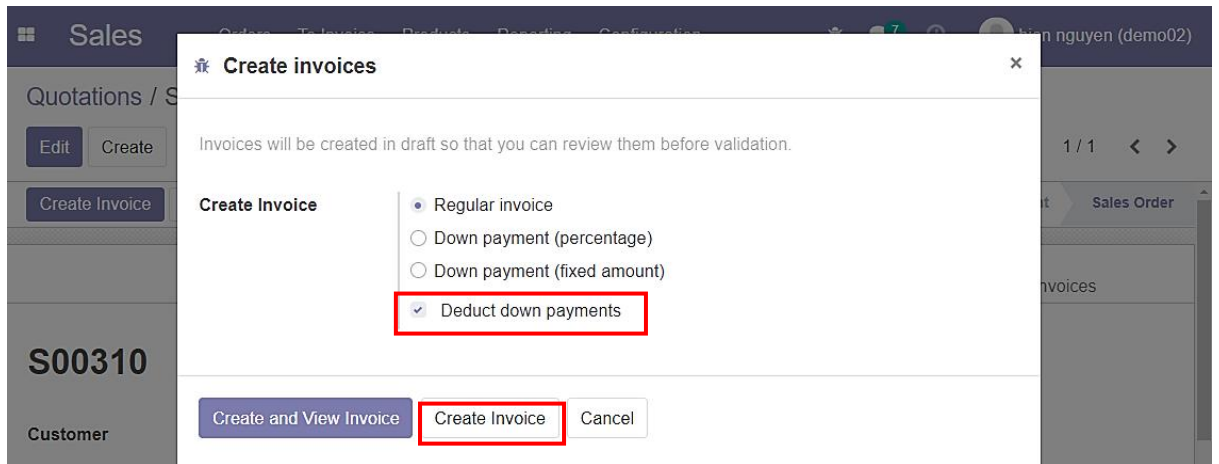 Sales
Orders To Invoice Products Reporting Configuration
7
hien nguyen (demo02)
Create invoices
×
Quotations / S
Edit Create
Invoices will be created in draft so that you can review them before validation.
1 / 1
Create Invoice
Create Invoice
Regular invoice
Sales Order
Down payment (percentage)
Down payment (fixed amount)
nvoices
Deduct down payments
S00310
Create and View Invoice Create Invoice Cancel
Customer